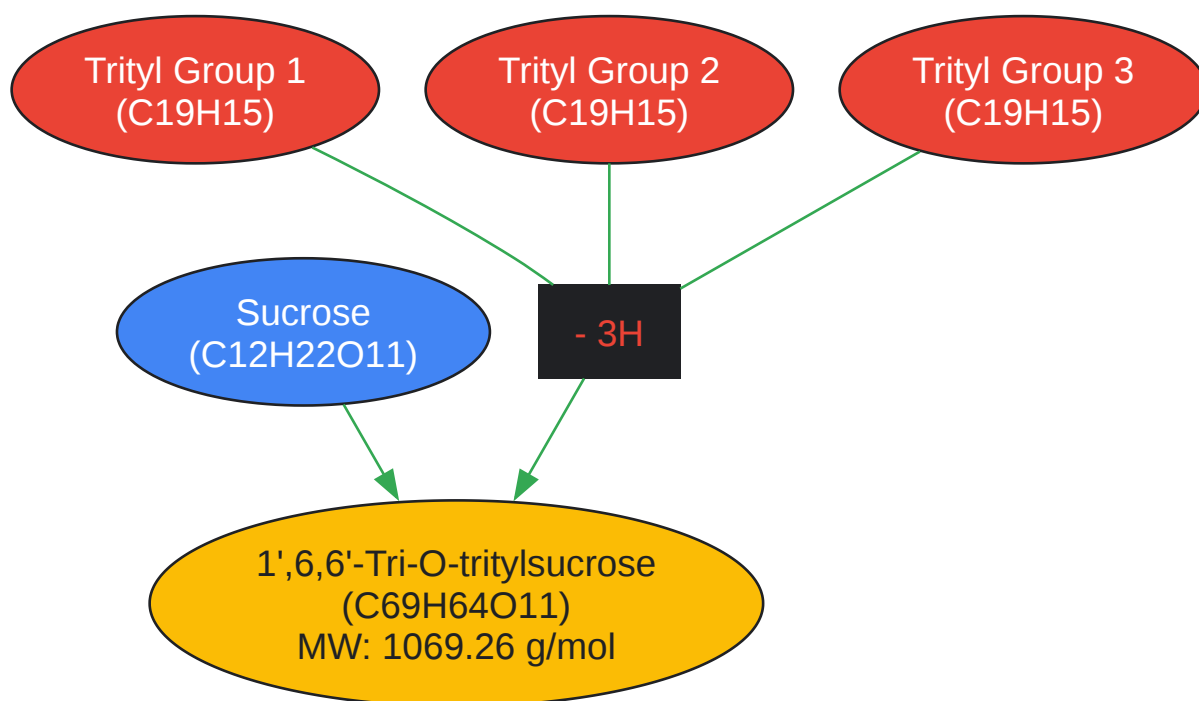 Trityl Group 1
(C19H15)
Trityl Group 2
(C19H15)
Trityl Group 3
(C19H15)
Sucrose
(C12H22O11)
- 3H
1',6,6'-Tri-O-tritylsucrose
(C69H64O11)
MW: 1069.26 g/mol